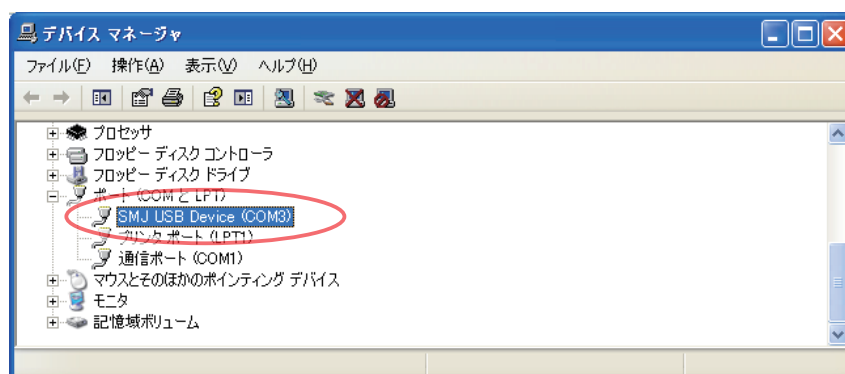 デバイス マネージャ
ファイル(F) 操作(A) 表示(V) ヘルプ(H)
プロセッサ
フロッピー ディスク コントローラ
フロッピー ディスク ドライブ
ポート (COM と LPT)
SMJ USB Device (COM3)
プリンタ ポート (LPT1)
通信ポート (COM1)
マウスとそのほかのポインティング デバイス
モニタ
記憶域ボリューム